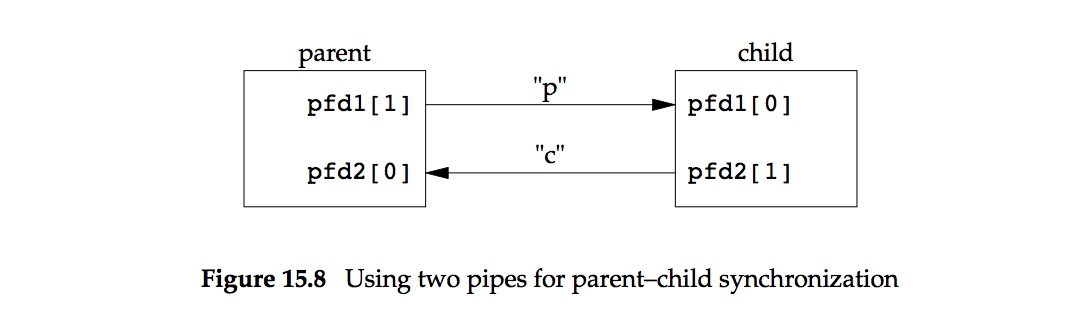 parent child
"p"
pfd1[1] pfd1[0]
"c"
pfd2[0] pfd2[1]
Figure 15.8 Using two pipes for parent–child synchronization